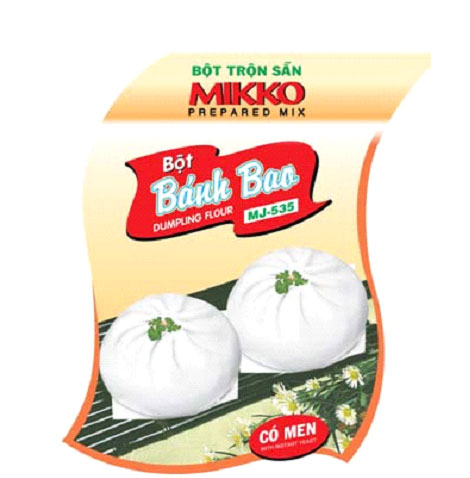 BỘT TRỘN SẴN
MIKKO
PREPARED MIX
Bột
Bánh Bao
DUMPLING FLOUR
MJ-535
CÓ MEN
WITH INSTANT YEAST